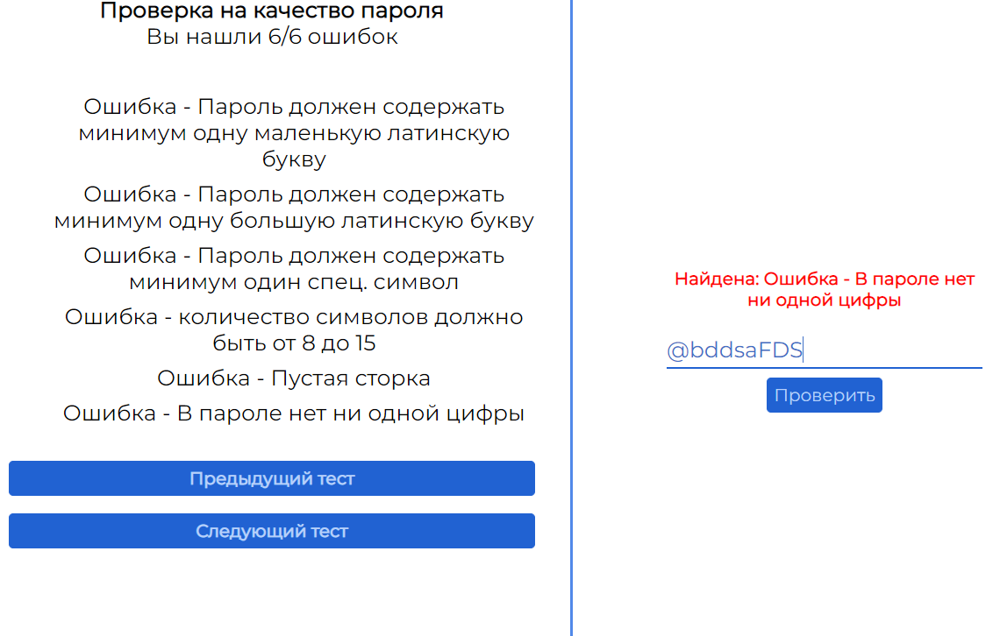 Проверка на качество пароля
Вы нашли 6/6 ошибок
Ошибка - Пароль должен содержать
минимум одну маленькую латинскую
букву
Ошибка - Пароль должен содержать
минимум одну большую латинскую букву
Ошибка - Пароль должен содержать
минимум один спец. символ
Ошибка - количество символов должно
быть от 8 до 15
Ошибка - Пустая сторка
Ошибка - В пароле нет ни одной цифры
Предыдущий тест
Следующий тест
Найдена: Ошибка - В пароле нет
ни одной цифры
@bddsaFDS
Проверить